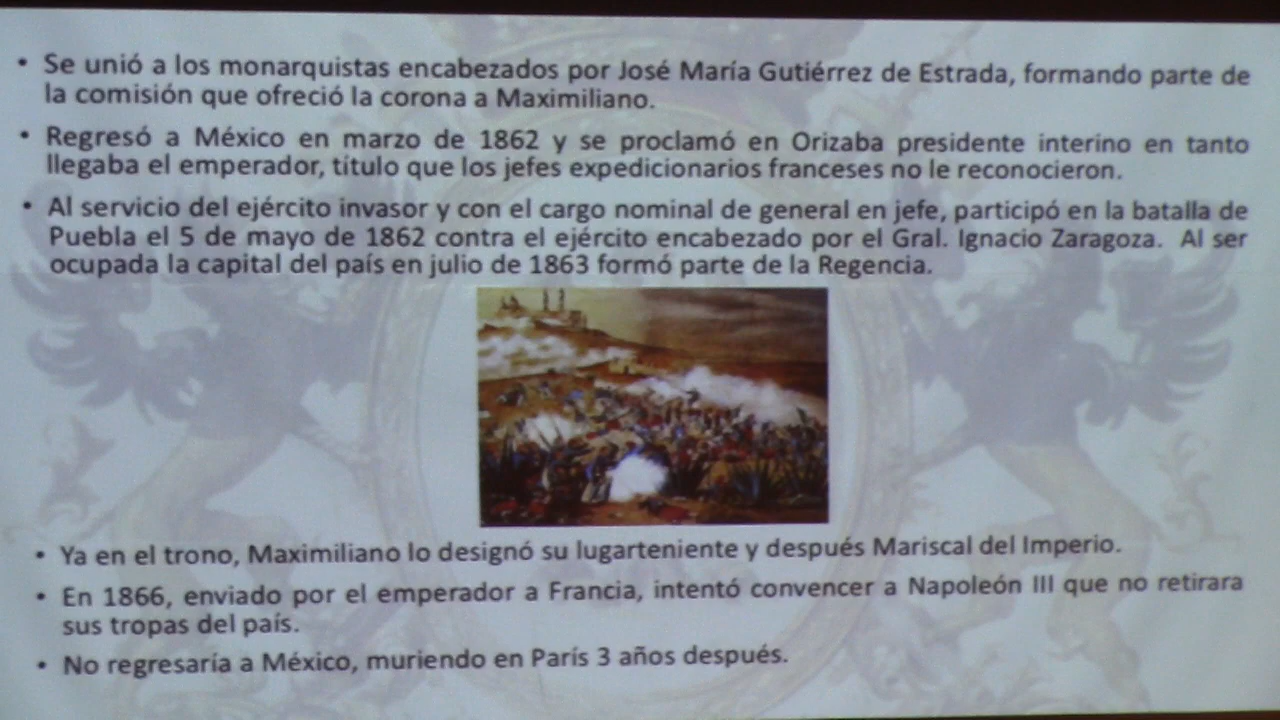 • Se unió a los monarquistas encabezados por José María Gutiérrez de Estrada, formando parte de
la comisión que ofreció la corona a Maximiliano.
• Regresó a México en marzo de 1862 y se proclamó en Orizaba presidente interino en tanto
llegaba el emperador, título que los jefes expedicionarios franceses no le reconocieron.
• Al servicio del ejército invasor y con el cargo nominal de general en jefe, participó en la batalla de
Puebla el 5 de mayo de 1862 contra el ejército encabezado por el Gral. Ignacio Zaragoza. Al ser
ocupada la capital del país en julio de 1863 formó parte de la Regencia.
• Ya en el trono, Maximiliano lo designó su lugarteniente y después Mariscal del Imperio.
• En 1866, enviado por el emperador a Francia, intentó convencer a Napoleón III que no retirara
sus tropas del país.
• No regresaría a México, muriendo en París 3 años después.